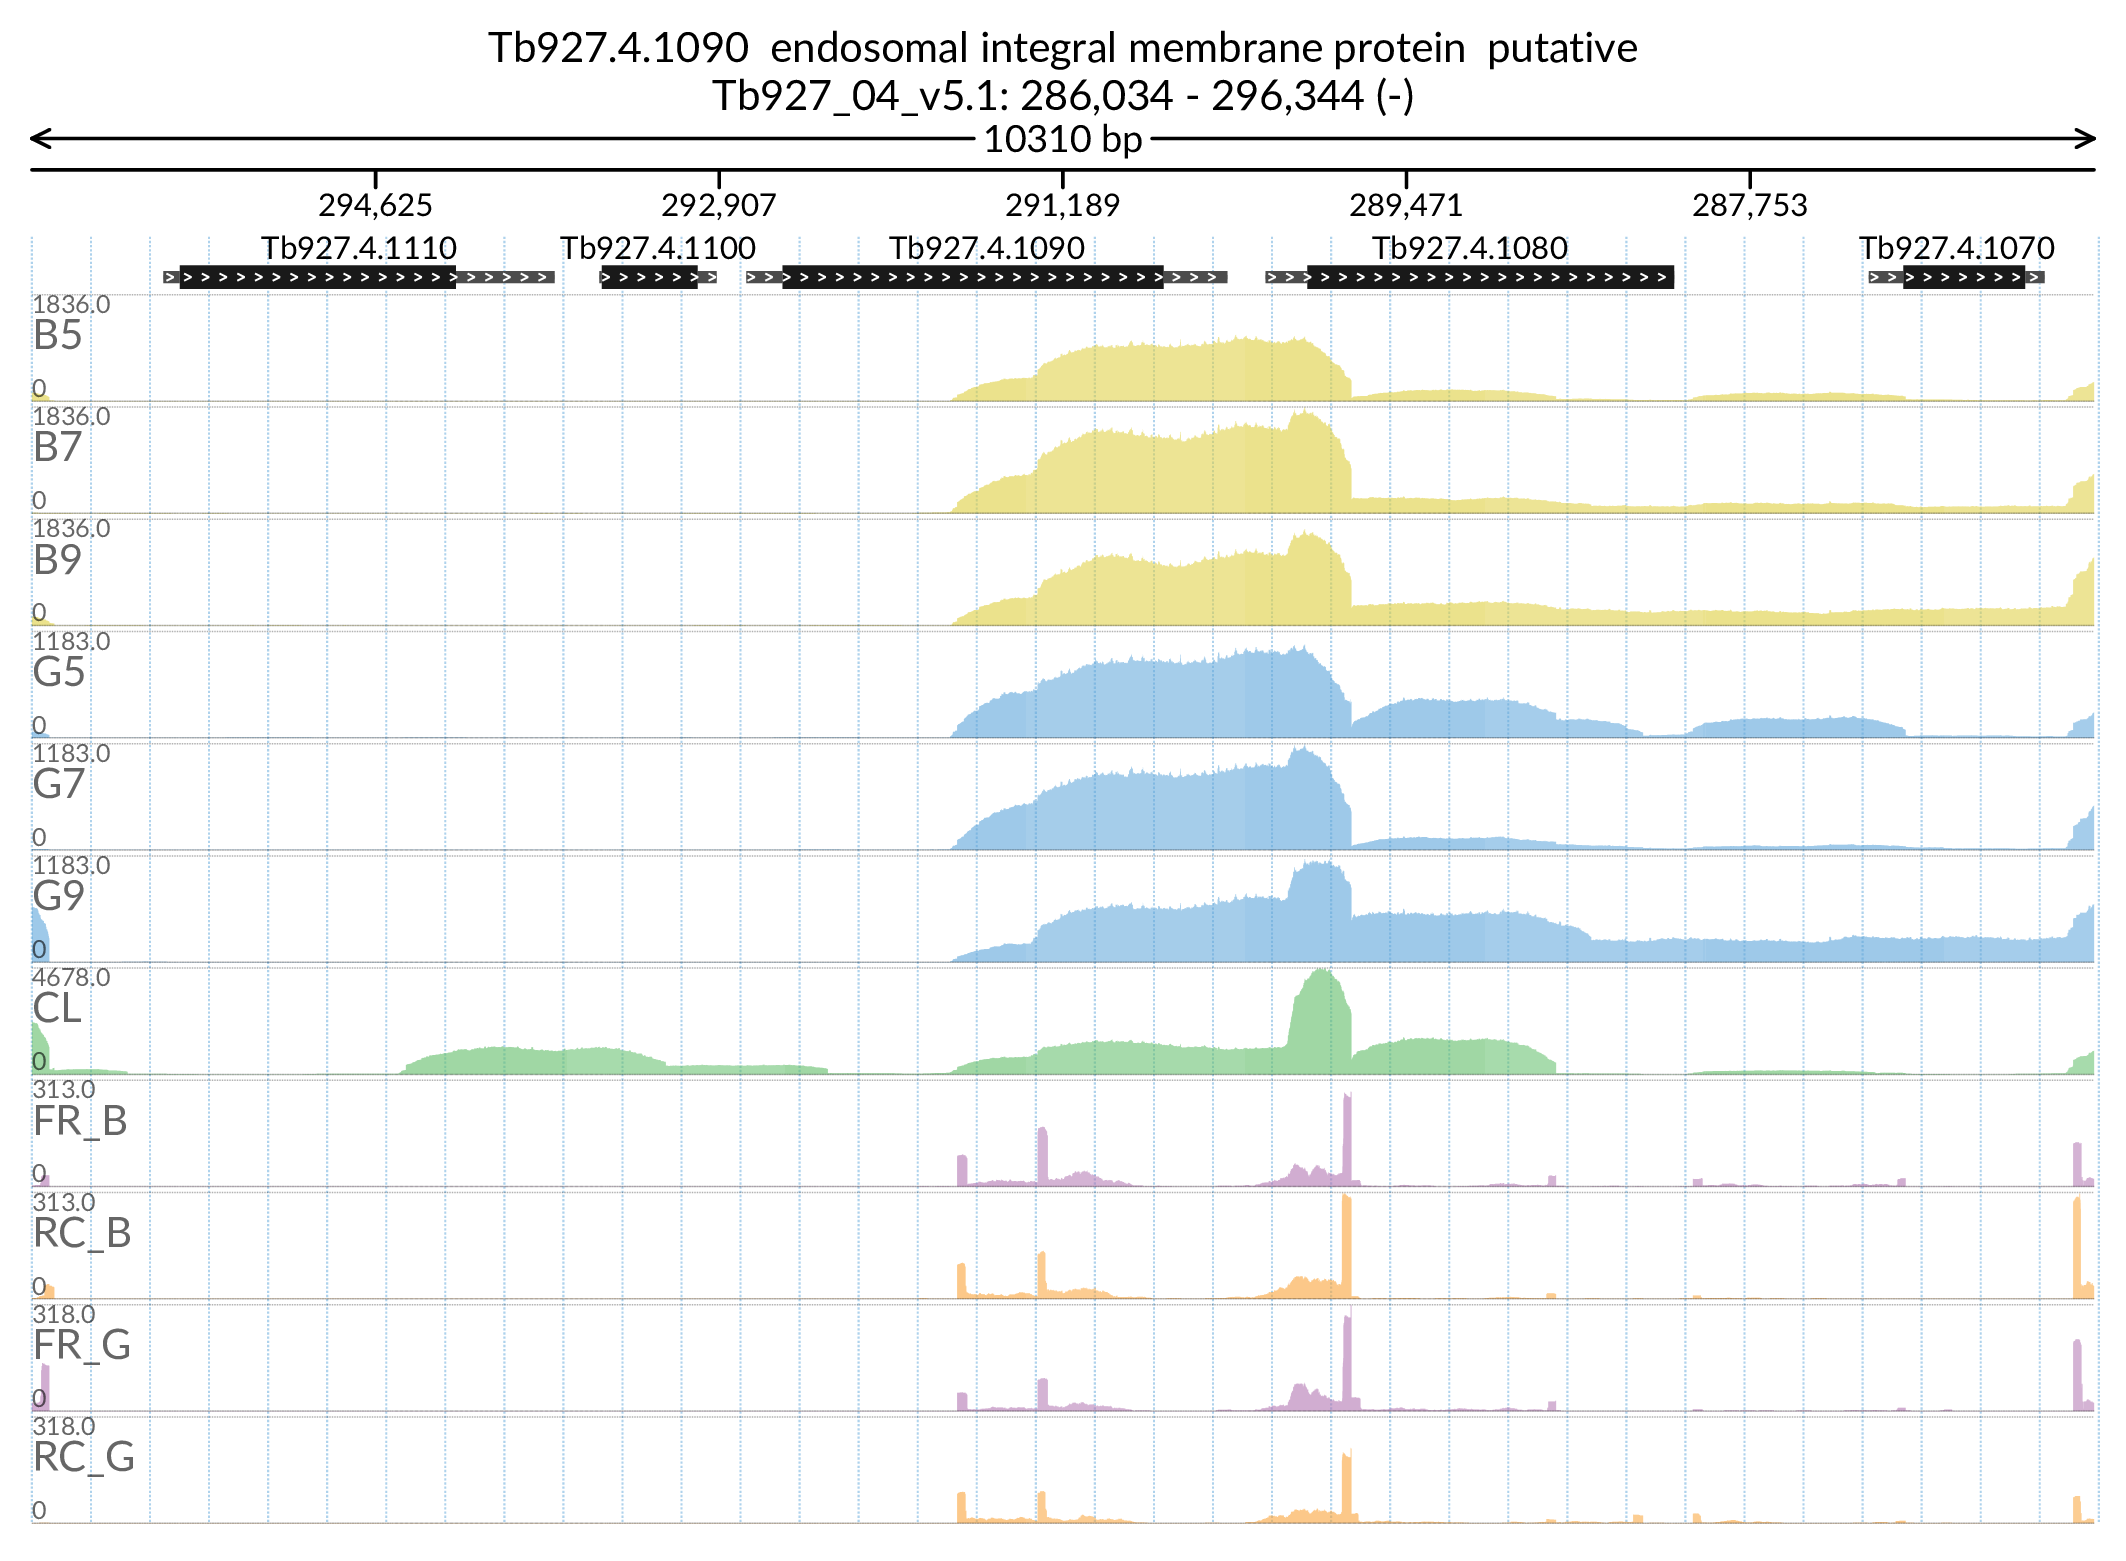 Tb927.4.1090 endosomal integral membrane protein putative
Tb927_04_v5.1: 286,034 - 296,344 (-)
10310 bp
294,625 292,907 291,189 289,471 287,753
Tb927.4.1110 Tb927.4.1100 Tb927.4.1090 Tb927.4.1080 Tb927.4.1070
1836.0
B5
0
1836.0
B7
0
1836.0
B9
0
1183.0
G5
0
1183.0
G7
0
1183.0
G9
0
4678.0
CL
0
313.0
FR_B
0
313.0
RC_B
0
318.0
FR_G
0
318.0
RC_G
0